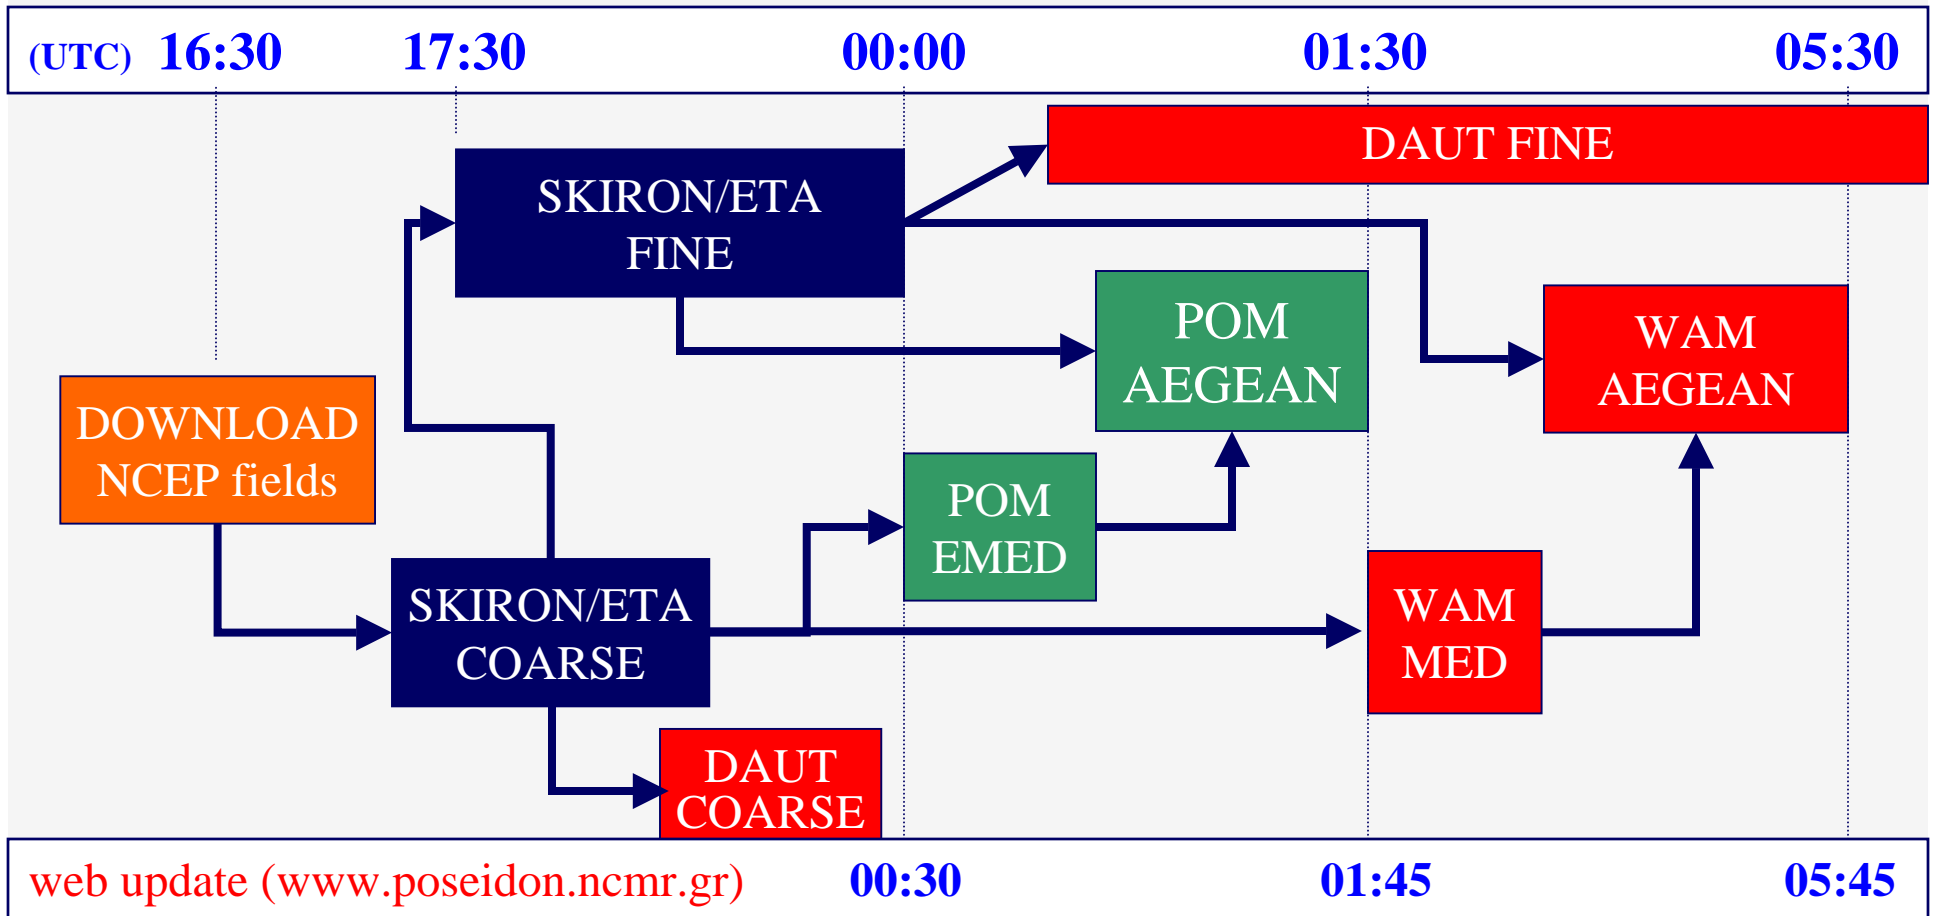 (UTC) 16:30 17:30 00:00 01:30 05:30
DAUT FINE
SKIRON/ETA
FINE
POM
AEGEAN
WAM
AEGEAN
DOWNLOAD
NCEP fields
POM
EMED
SKIRON/ETA
COARSE
WAM
MED
DAUT
COARSE
web update (www.poseidon.ncmr.gr) 00:30 01:45 05:45